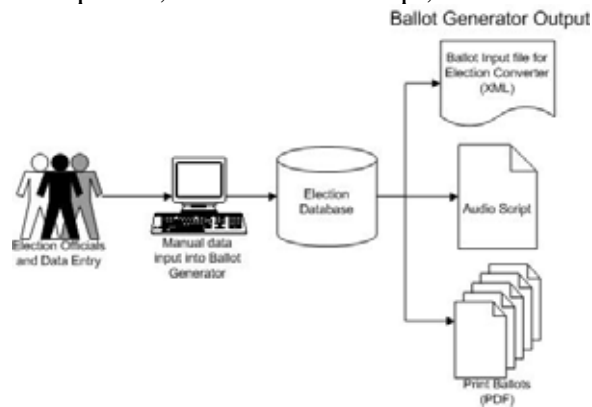 Ballot Generator Output
Ballot Input file for
Election Converter
(XML)
Election
Database
Audio Script
Election Officials
and Data Entry
Manual data
input into Ballot
Generator
Print Ballots
(PDF)